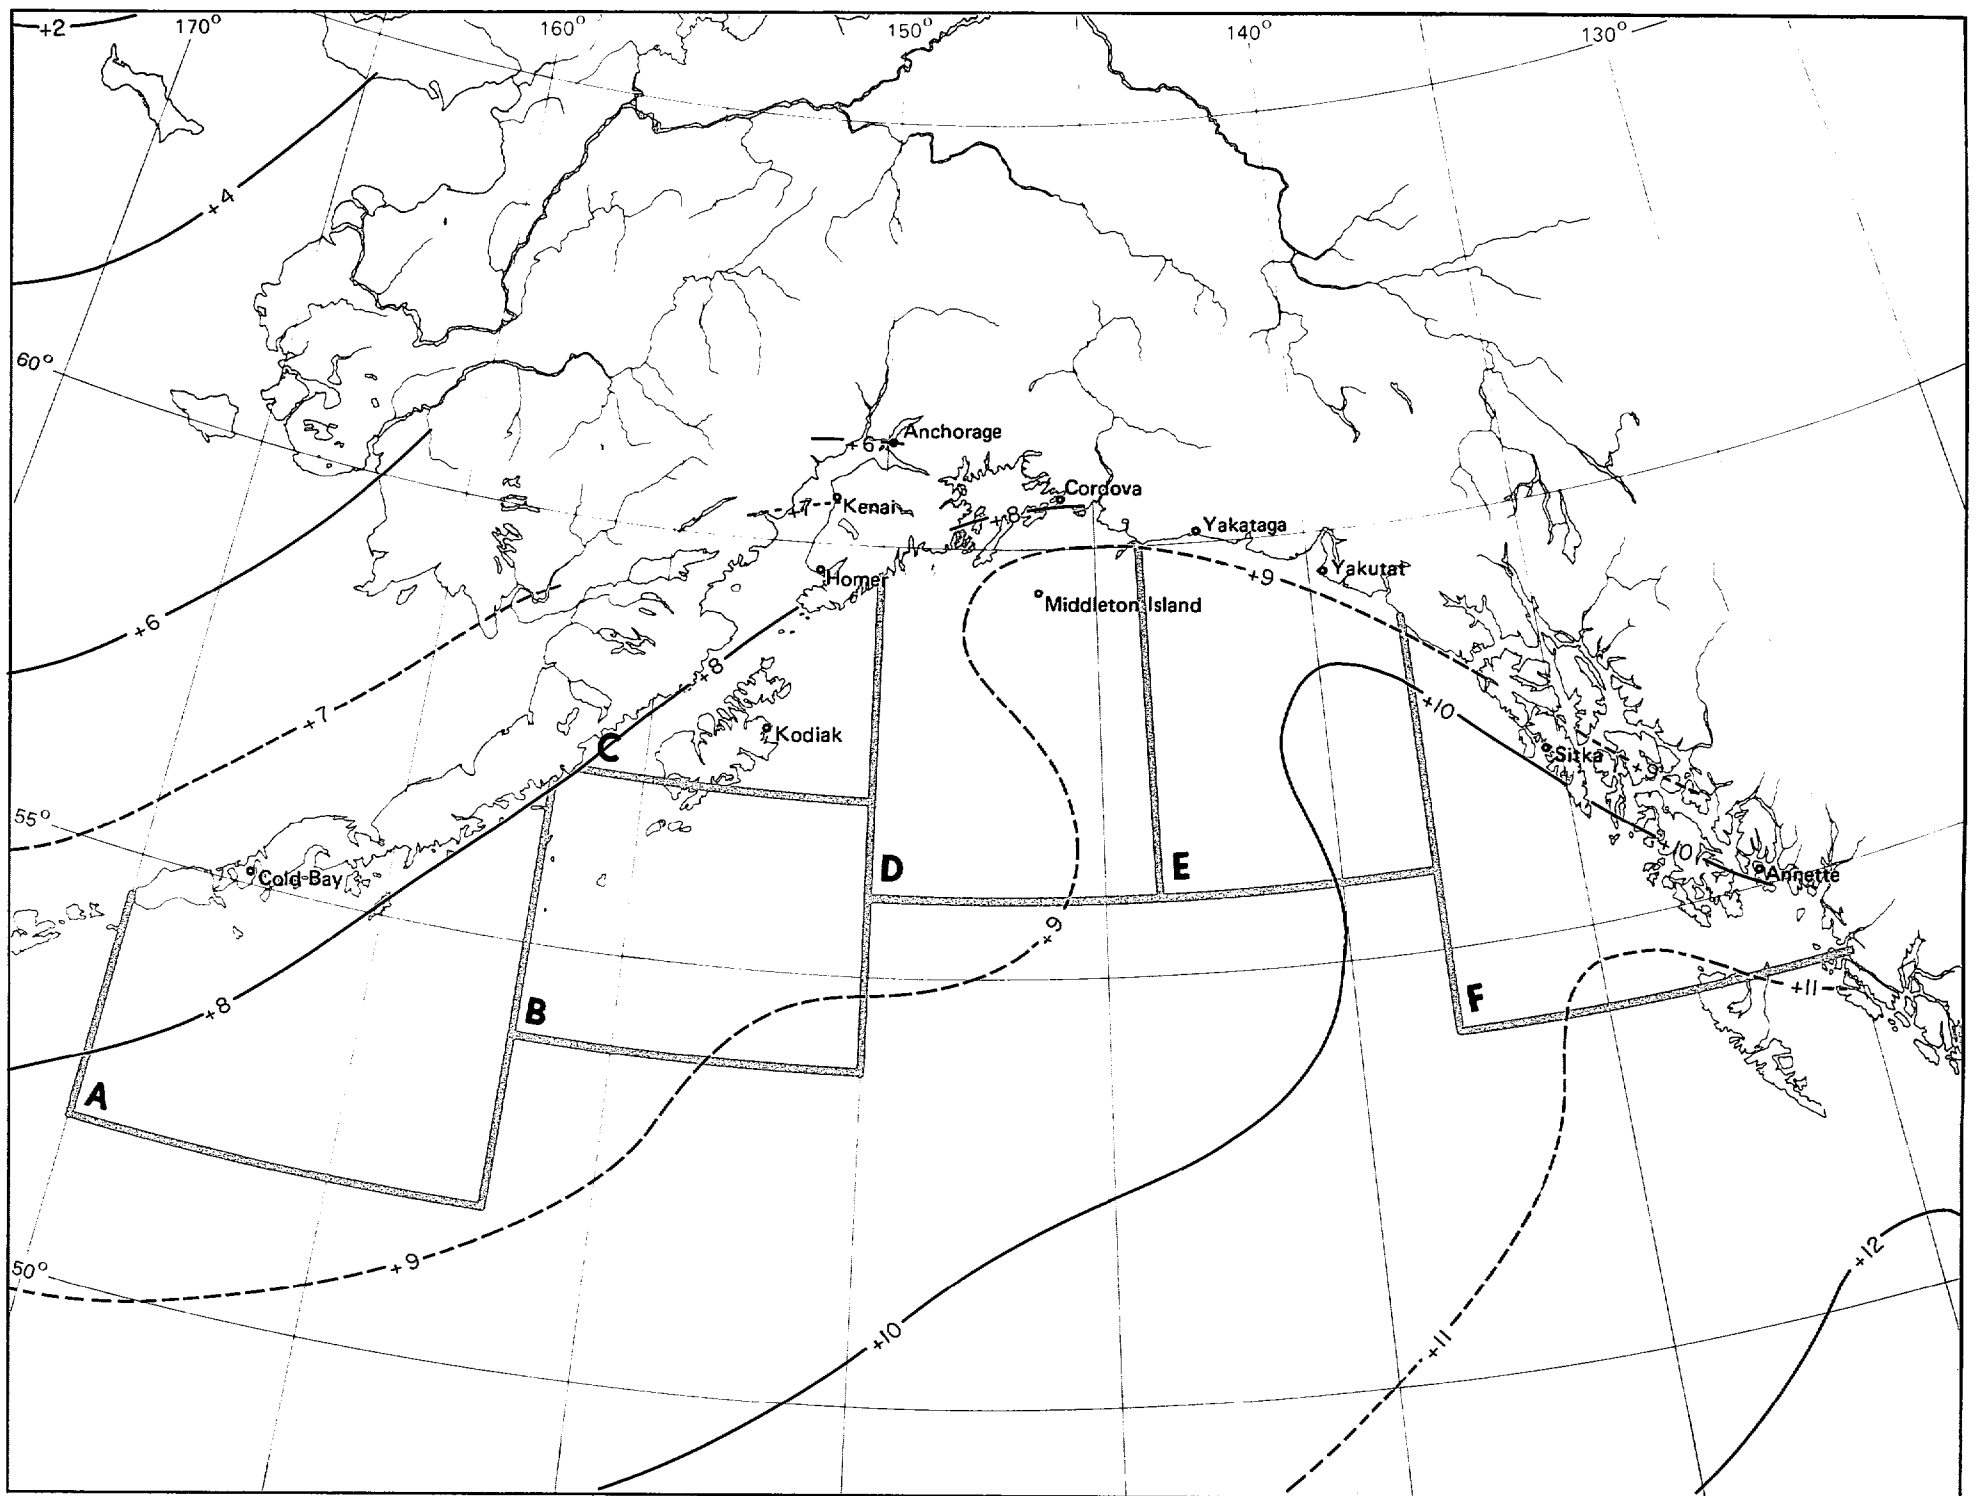 +2
170°
160°
150°
140°
130°
+4
60°
Anchorage
+6
Cordova
+7
Kenai
+8
Yakataga
Homer
+9
Yakutat
Middleton Island
+6
+8
+7
+10
Kodiak
C
Sitka
+9
55°
+10
Cold Bay
D
E
Annette
+9
+8
B
F
+11
A
+9
50°
+12
+10
+11